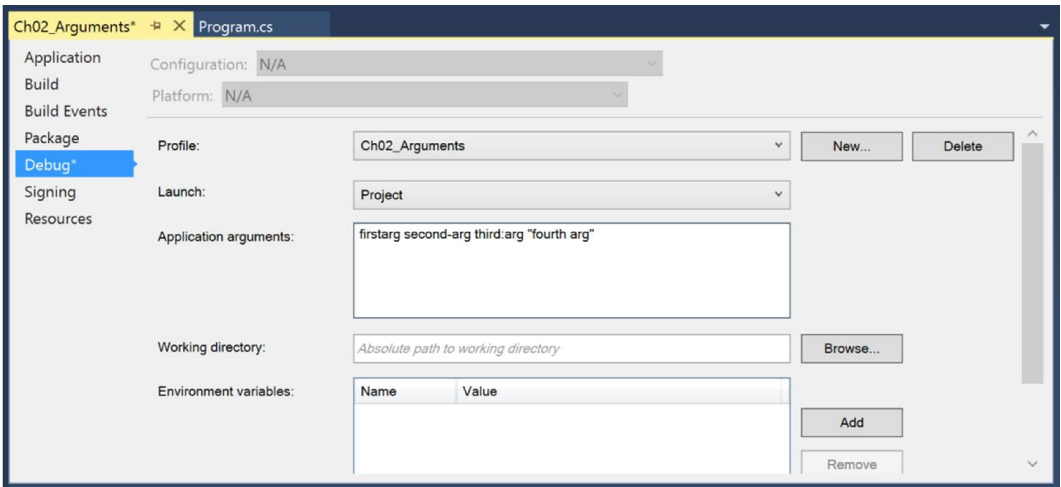 Ch02_Arguments* Program.cs
Application
Build
Build Events
Package
Debug*
Signing
Resources
Configuration: N/A
Platform: N/A
Profile: Ch02_Arguments New... Delete
Launch: Project
Application arguments: firstarg second-arg third:arg "fourth arg"
Working directory: Absolute path to working directory Browse...
Environment variables: Name Value
Add
Remove